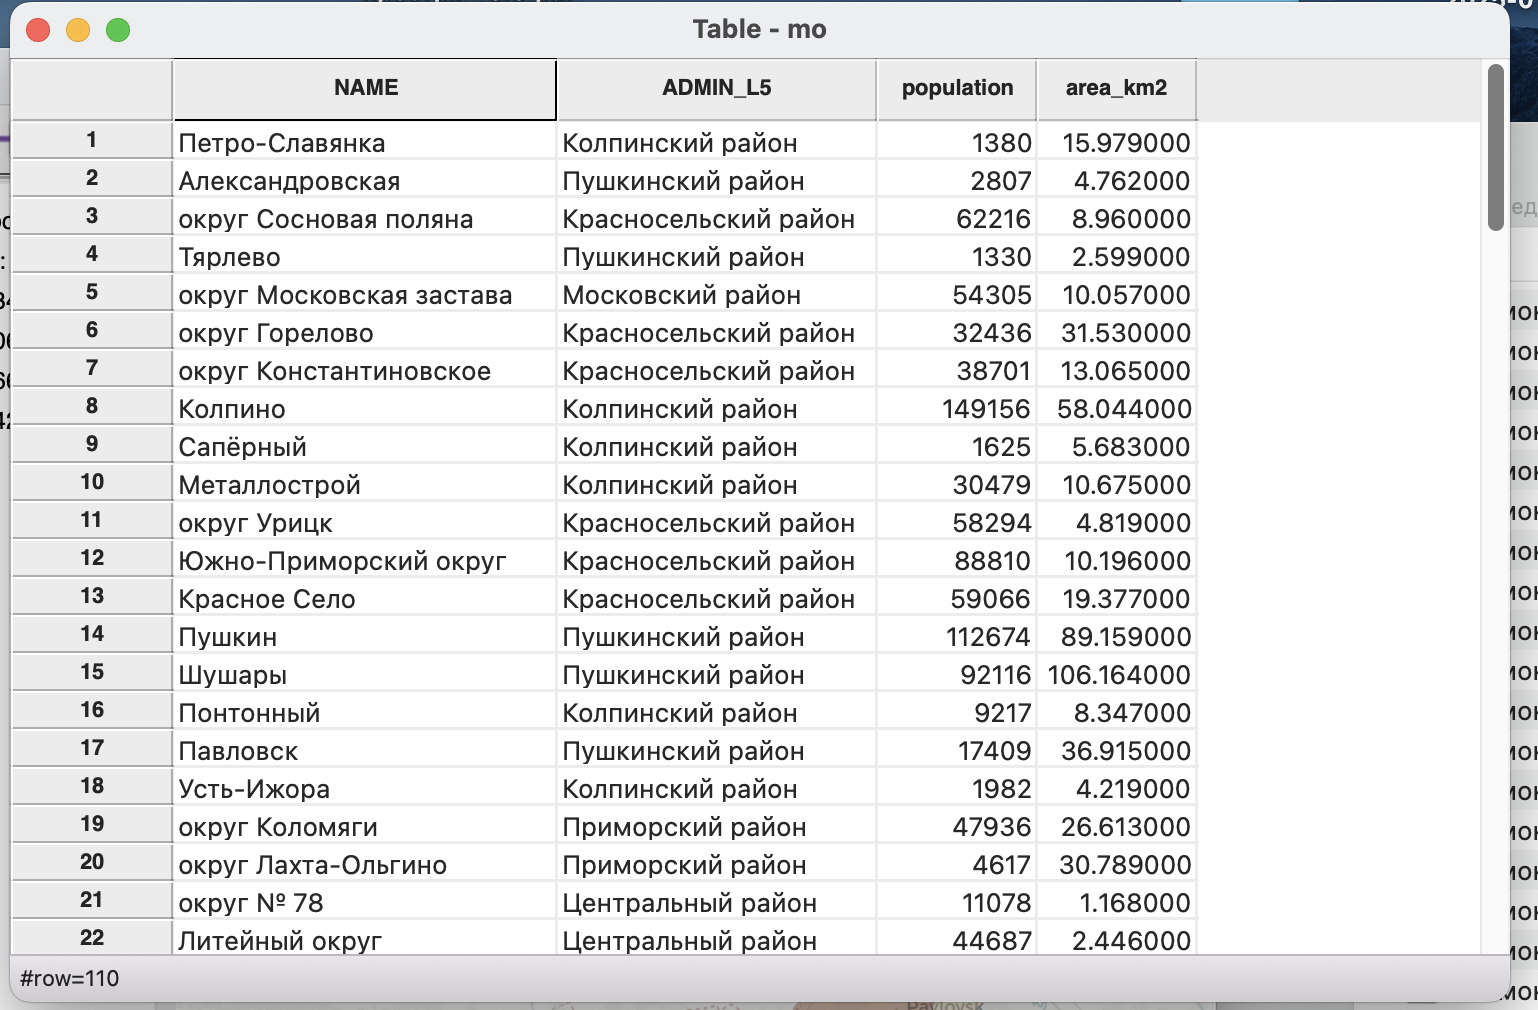 Table - mo
NAME ADMIN_L5 population area_km2
1 Петро-Славянка Колпинский район 1380 15.979000
2 Александровская Пушкинский район 2807 4.762000
3 округ Сосновая поляна Красносельский район 62216 8.960000
4 Тярлево Пушкинский район 1330 2.599000
5 округ Московская застава Московский район 54305 10.057000
6 округ Горелово Красносельский район 32436 31.530000
7 округ Константиновское Красносельский район 38701 13.065000
8 Колпино Колпинский район 149156 58.044000
9 Сапёрный Колпинский район 1625 5.683000
10 Металлострой Колпинский район 30479 10.675000
11 округ Урицк Красносельский район 58294 4.819000
12 Южно-Приморский округ Красносельский район 88810 10.196000
13 Красное Село Красносельский район 59066 19.377000
14 Пушкин Пушкинский район 112674 89.159000
15 Шушары Пушкинский район 92116 106.164000
16 Понтонный Колпинский район 9217 8.347000
17 Павловск Пушкинский район 17409 36.915000
18 Усть-Ижора Колпинский район 1982 4.219000
19 округ Коломяги Приморский район 47936 26.613000
20 округ Лахта-Ольгино Приморский район 4617 30.789000
21 округ № 78 Центральный район 11078 1.168000
22 Литейный округ Центральный район 44687 2.446000
#row=110
Pavlovsk